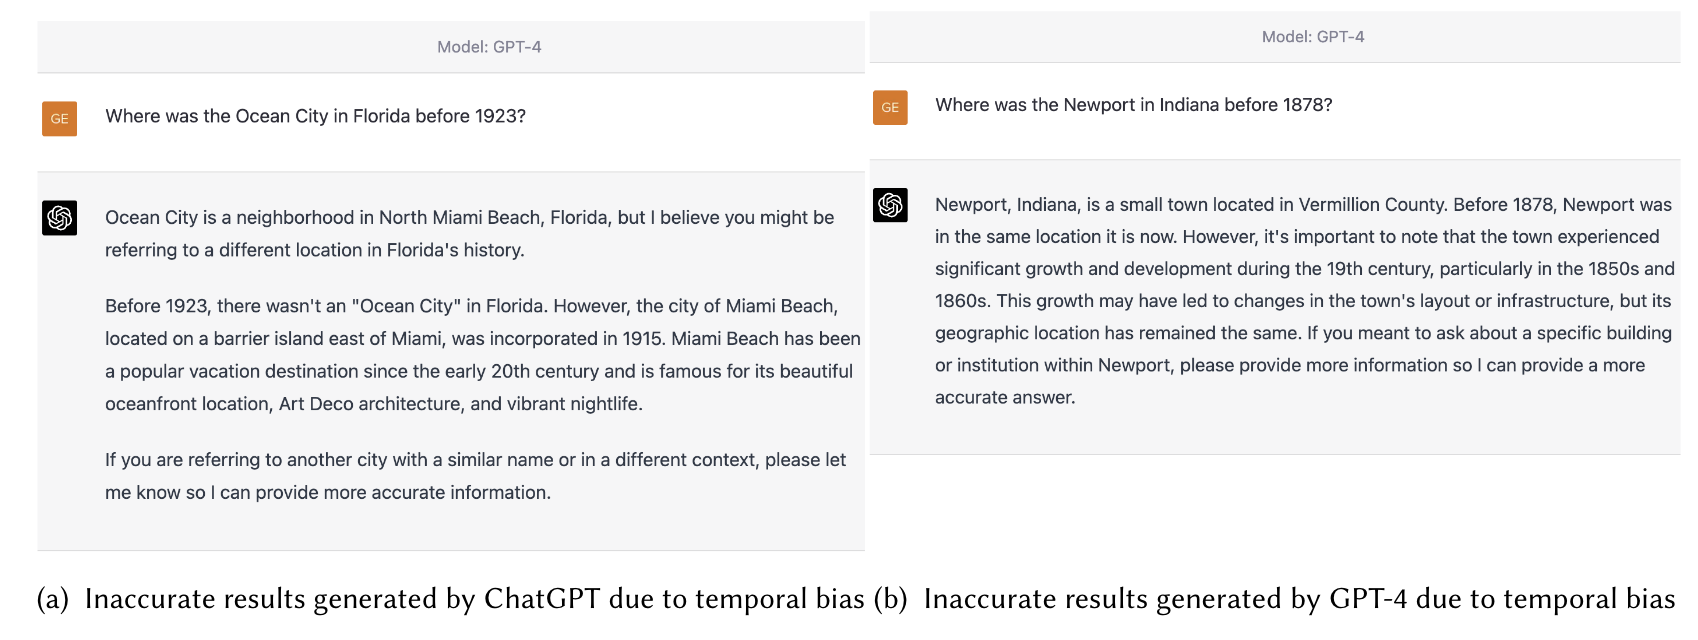 Model: GPT-4
GE
Where was the Ocean City in Florida before 1923?
Ocean City is a neighborhood in North Miami Beach, Florida, but I believe you might be
referring to a different location in Florida's history.
Before 1923, there wasn't an "Ocean City" in Florida. However, the city of Miami Beach,
located on a barrier island east of Miami, was incorporated in 1915. Miami Beach has been
a popular vacation destination since the early 20th century and is famous for its beautiful
oceanfront location, Art Deco architecture, and vibrant nightlife.
If you are referring to another city with a similar name or in a different context, please let
me know so I can provide more accurate information.
(a) Inaccurate results generated by ChatGPT due to temporal bias
Model: GPT-4
GE
Where was the Newport in Indiana before 1878?
Newport, Indiana, is a small town located in Vermillion County. Before 1878, Newport was
in the same location it is now. However, it's important to note that the town experienced
significant growth and development during the 19th century, particularly in the 1850s and
1860s. This growth may have led to changes in the town's layout or infrastructure, but its
geographic location has remained the same. If you meant to ask about a specific building
or institution within Newport, please provide more information so I can provide a more
accurate answer.
(b) Inaccurate results generated by GPT-4 due to temporal bias